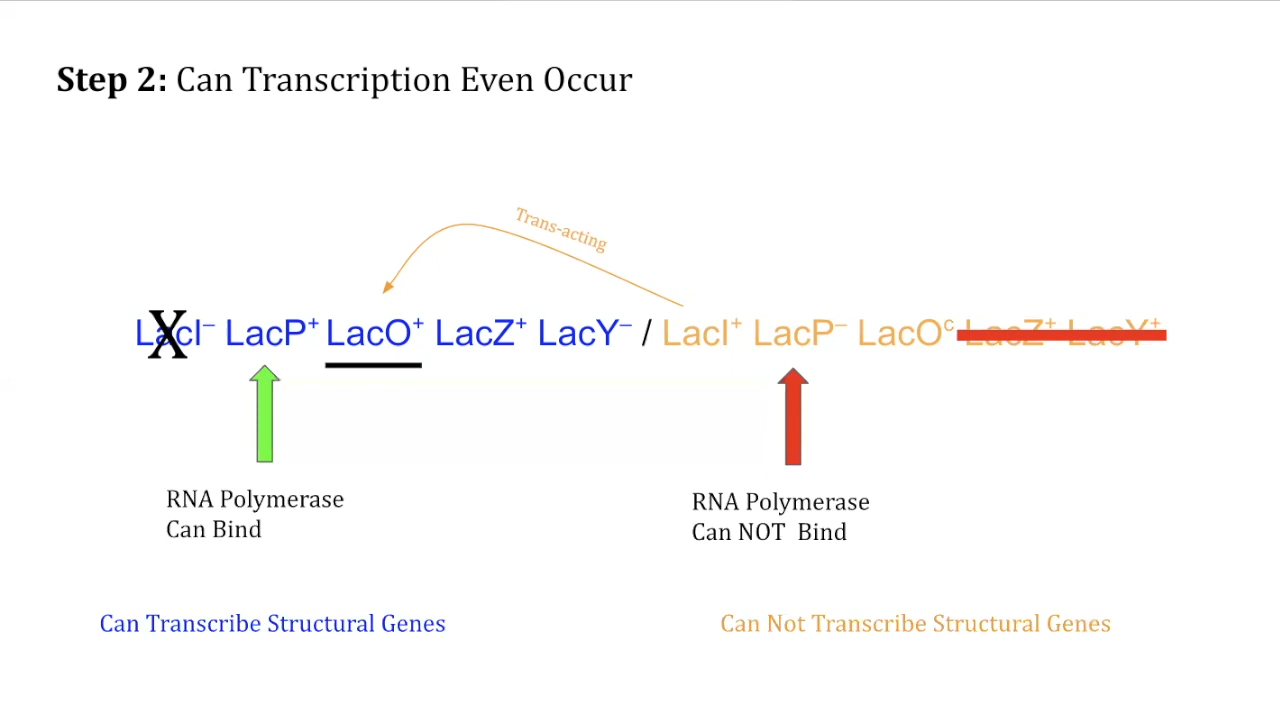 Step 2: Can Transcription Even Occur
Trans-acting
LacI⁻ LacP⁺ LacO⁺ LacZ⁺ LacY⁻ / LacI⁺ LacP⁻ LacOᶜ LacZ⁺ LacY⁺
X
RNA Polymerase
Can Bind
RNA Polymerase
Can NOT Bind
Can Transcribe Structural Genes
Can Not Transcribe Structural Genes